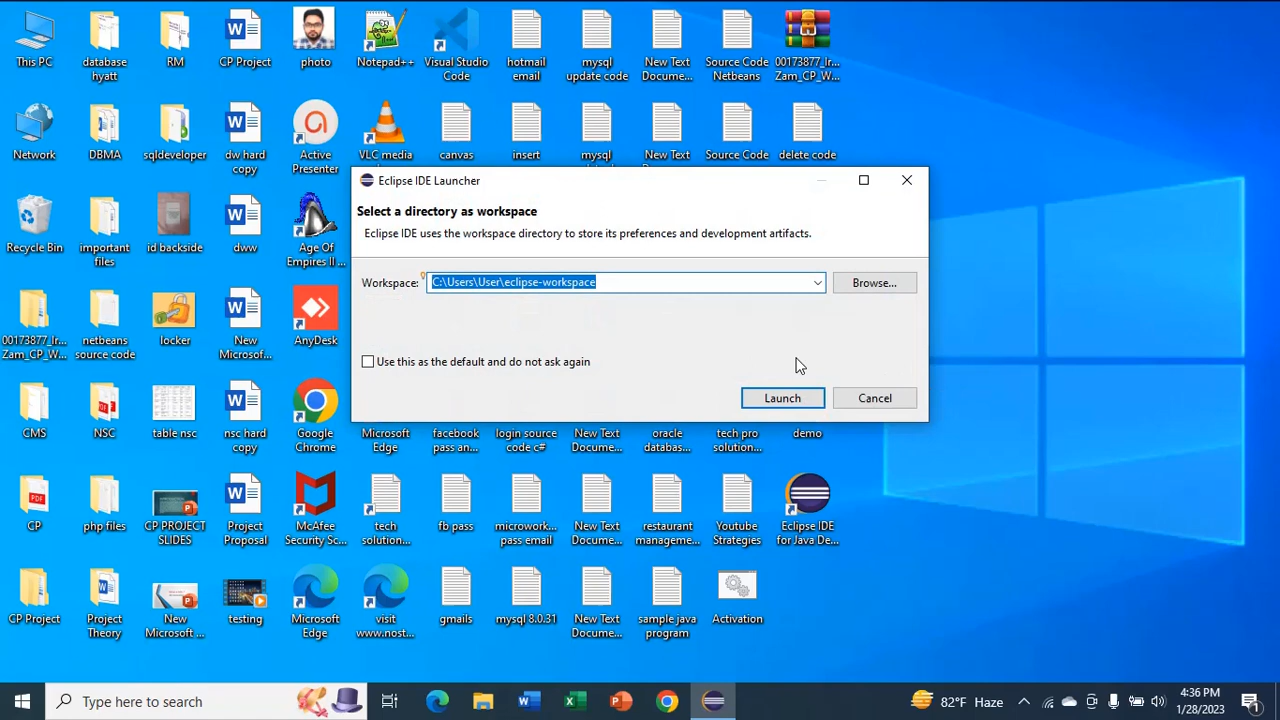 This PC
database
hyatt
RM
CP Project
photo
Notepad++
Visual Studio
Code
hotmail
email
mysql
update code
New Text
Docume...
Source Code
Netbeans
00173877_Ir...
Zam_CP_W...
Network
DBMA
sqldeveloper
dw hard
copy
Active
Presenter
VLC media
canvas
insert
mysql
New Text
Source Code
delete code
Recycle Bin
important
files
id backside
dww
Age Of
Empires II ...
00173877_Ir...
Zam_CP_W...
netbeans
source code
locker
New
Microsof...
AnyDesk
CMS
NSC
table nsc
nsc hard
copy
Google
Chrome
Microsoft
Edge
facebook
pass an...
login source
code c#
New Text
Docume...
oracle
databas...
tech pro
solution...
demo
CP
php files
CP PROJECT
SLIDES
Project
Proposal
McAfee
Security Sc...
tech
solution...
fb pass
microwork...
pass email
New Text
Docume...
restaurant
manageme...
Youtube
Strategies
Eclipse IDE
for Java De...
CP Project
Project
Theory
New
Microsoft ...
testing
Microsoft
Edge
visit
www.nost...
gmails
mysql 8.0.31
New Text
Docume...
sample java
program
Activation
Eclipse IDE Launcher
Select a directory as workspace
Eclipse IDE uses the workspace directory to store its preferences and development artifacts.
Workspace: C:\Users\User\eclipse-workspace Browse...
Use this as the default and do not ask again
Launch Cancel
Type here to search
82°F Haze
4:36 PM
1/28/2023
1